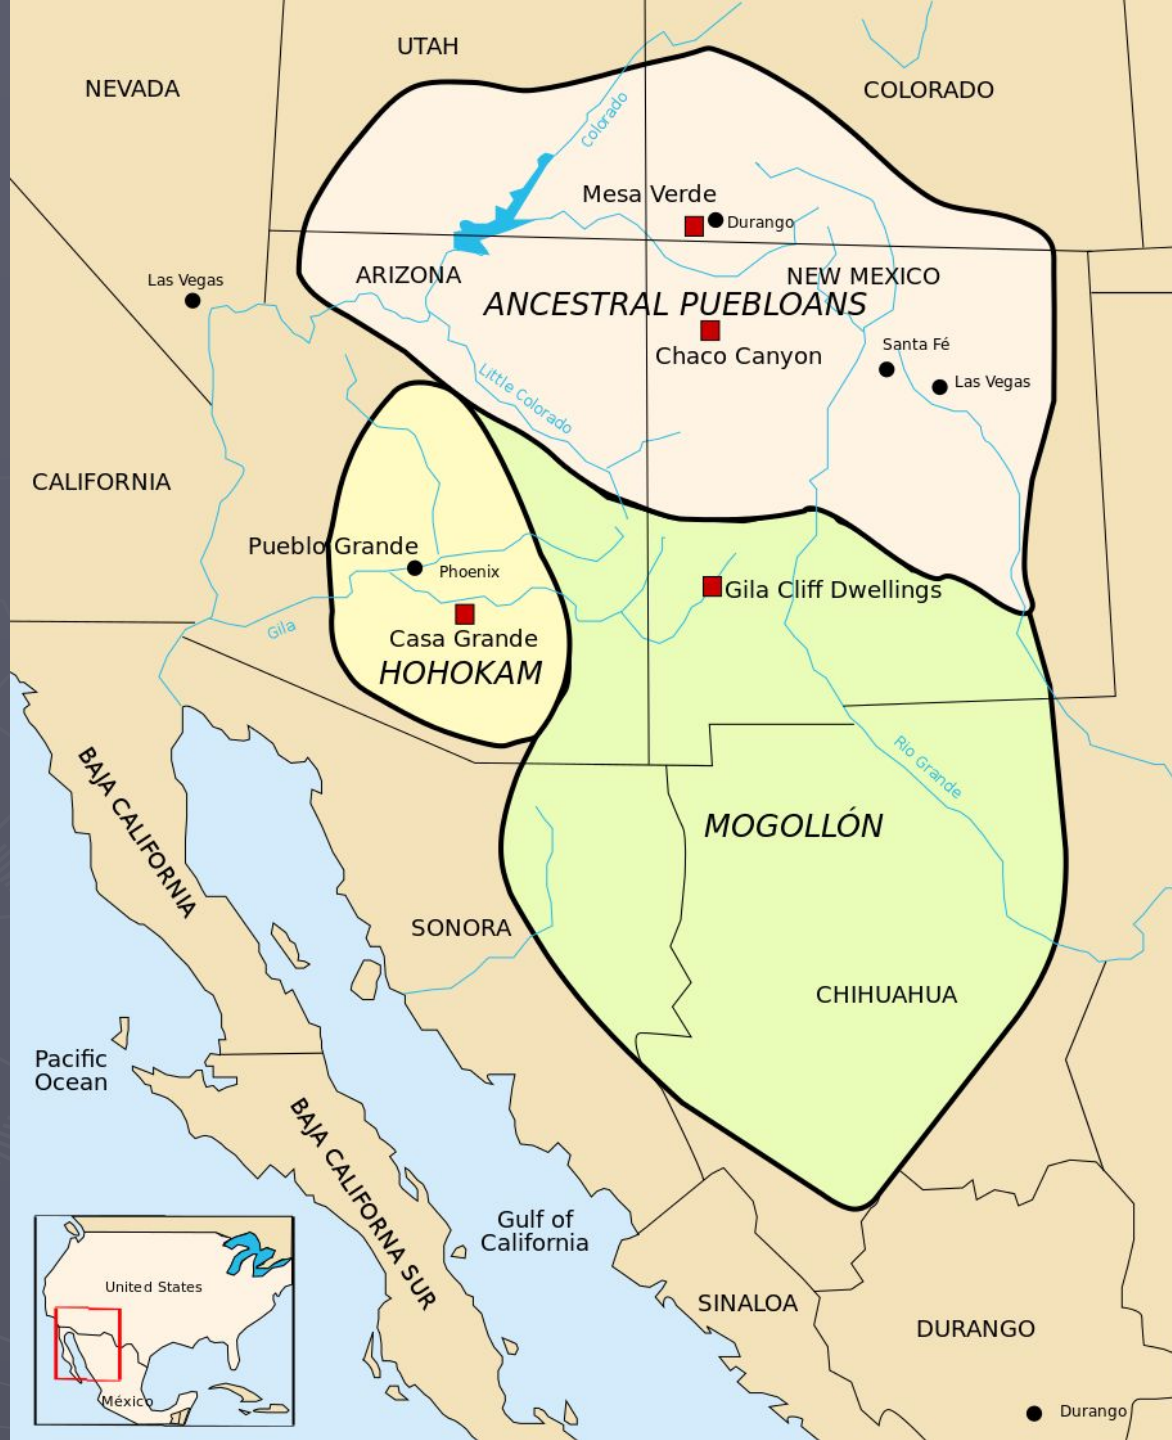 UTAH
NEVADA
COLORADO
Colorado
Mesa Verde
Durango
ARIZONA
NEW MEXICO
Las Vegas
ANCESTRAL PUEBLOANS
Chaco Canyon
Santa Fé
Las Vegas
Little Colorado
CALIFORNIA
Pueblo Grande
Phoenix
Gila Cliff Dwellings
Gila
Casa Grande
HOHOKAM
BAJA CALIFORNIA
Rio Grande
MOGOLLÓN
SONORA
CHIHUAHUA
Pacific
Ocean
BAJA CALIFORNA SUR
Gulf of
California
United States
SINALOA
DURANGO
México
Durango